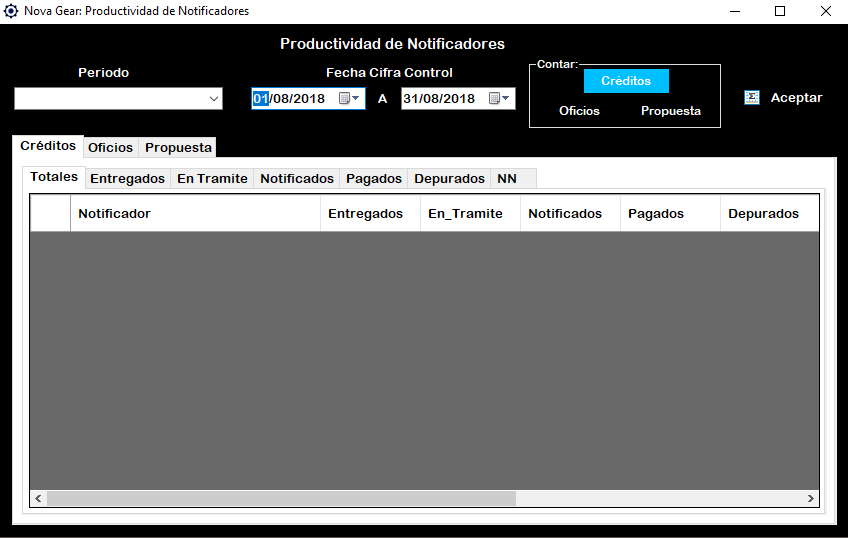 Nova Gear: Productividad de Notificadores
Productividad de Notificadores
Periodo
Fecha Cifra Control
Contar:
Créditos
01/08/2018 A 31/08/2018
Aceptar
Oficios Propuesta
Créditos Oficios Propuesta
Totales Entregados En Tramite Notificados Pagados Depurados NN
Notificador Entregados En_Tramite Notificados Pagados Depurados